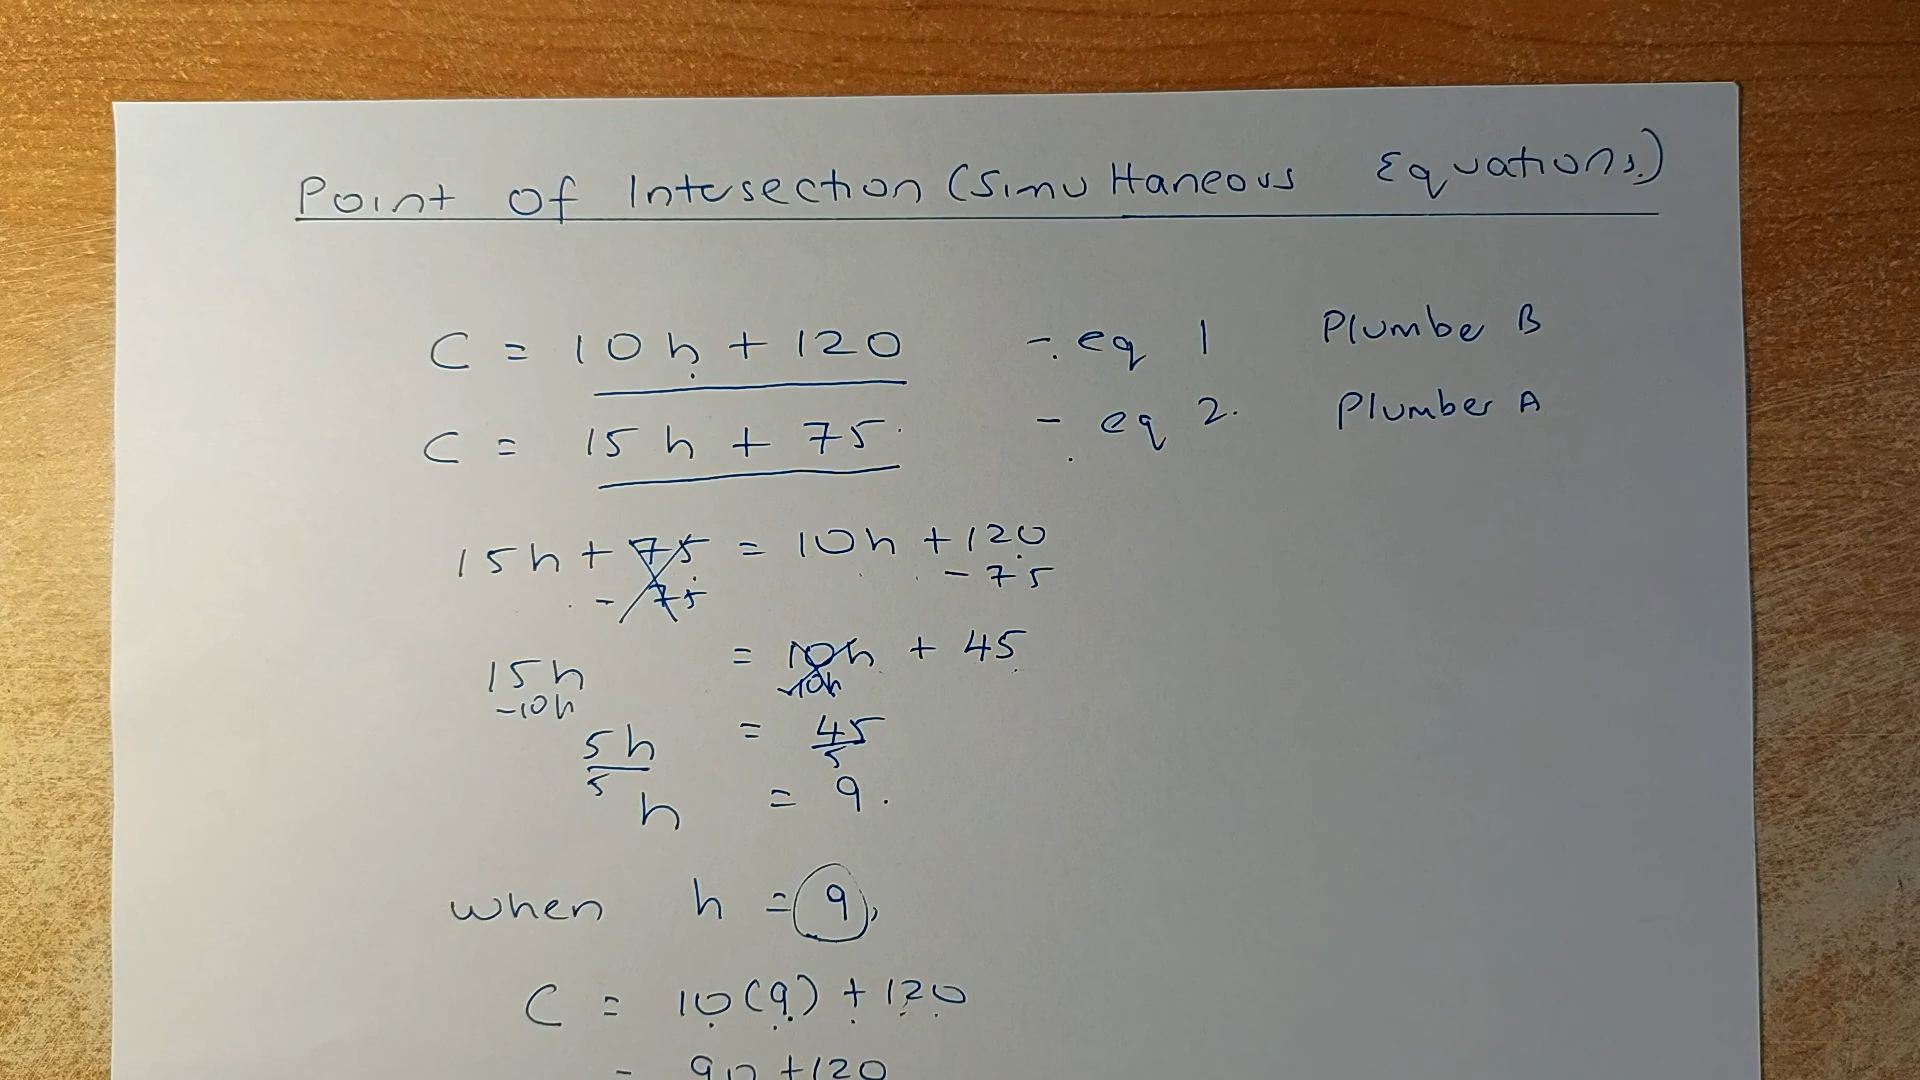 Point of Intersection (Simultaneous Equations.)
C = 10h + 120 - eq 1 Plumber B
C = 15h + 75 - eq 2. Plumber A
15h + 75 = 10h + 120
- 75 - 75
15h = 10h + 45
-10h -10h
5h = 45
5 5
h = 9.
when h = 9,
C = 10(9) + 120
= 90 + 120